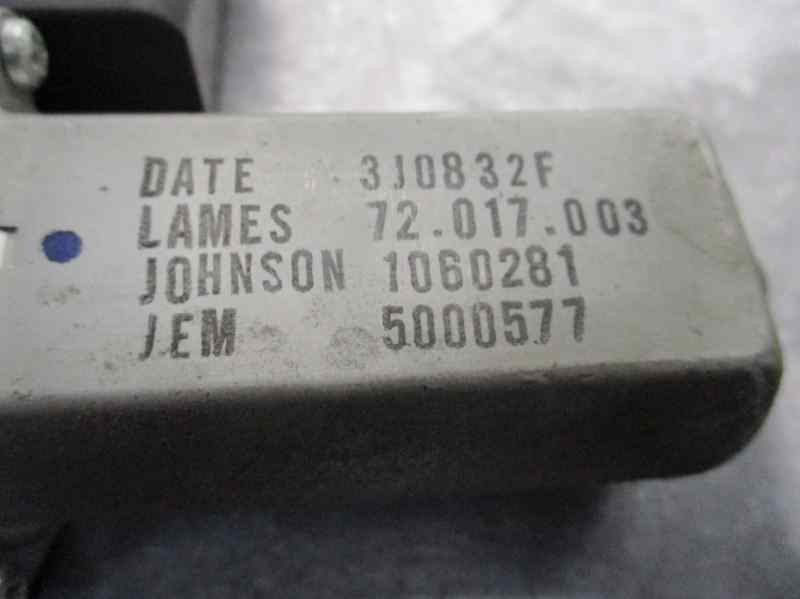 DATE 3J0832F
LAMES 72.017.003
JOHNSON 1060281
JEM 5000577